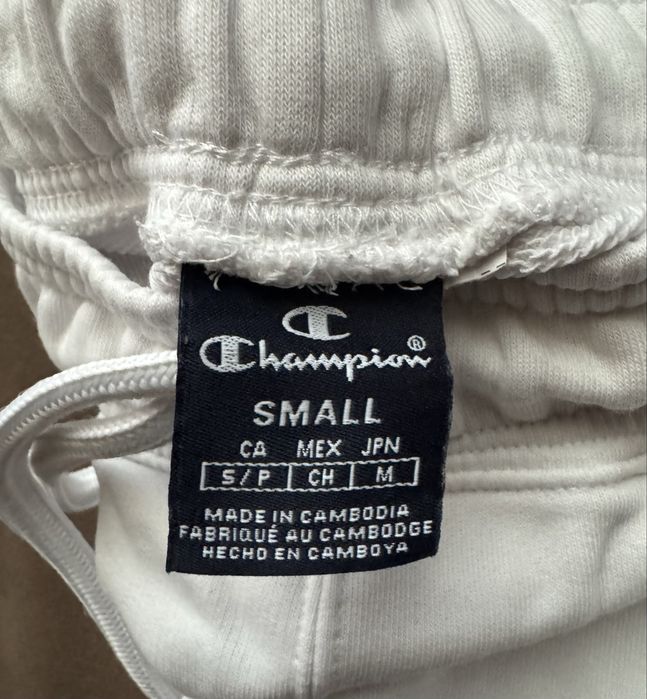 Champion®
SMALL
CA MEX JPN
S/P CH M
MADE IN CAMBODIA
FABRIQUÉ AU CAMBODGE
HECHO EN CAMBOYA